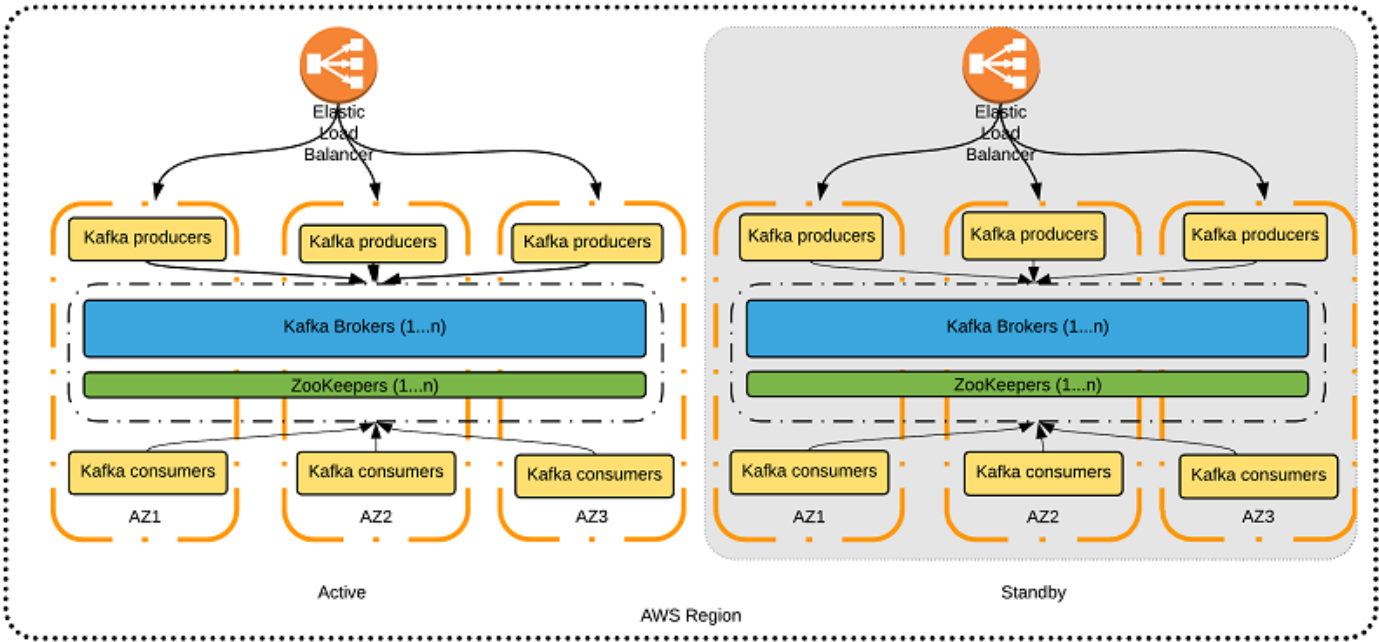 Elastic
Load
Balancer
Elastic
Load
Balancer
Kafka producers
Kafka producers
Kafka producers
Kafka producers
Kafka producers
Kafka producers
Kafka Brokers (1...n)
Kafka Brokers (1...n)
ZooKeepers (1...n)
ZooKeepers (1...n)
Kafka consumers
Kafka consumers
Kafka consumers
Kafka consumers
Kafka consumers
Kafka consumers
AZ1
AZ2
AZ3
AZ1
AZ2
AZ3
Active
Standby
AWS Region